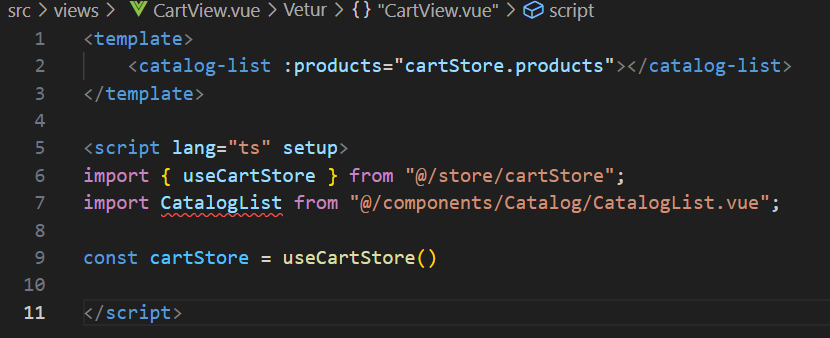 src > views > CartView.vue > Vetur > {} "CartView.vue" > script
1 <template>
2     <catalog-list :products="cartStore.products"></catalog-list>
3 </template>
4
5 <script lang="ts" setup>
6 import { useCartStore } from "@/store/cartStore";
7 import CatalogList from "@/components/Catalog/CatalogList.vue";
8
9 const cartStore = useCartStore()
10
11 </script>